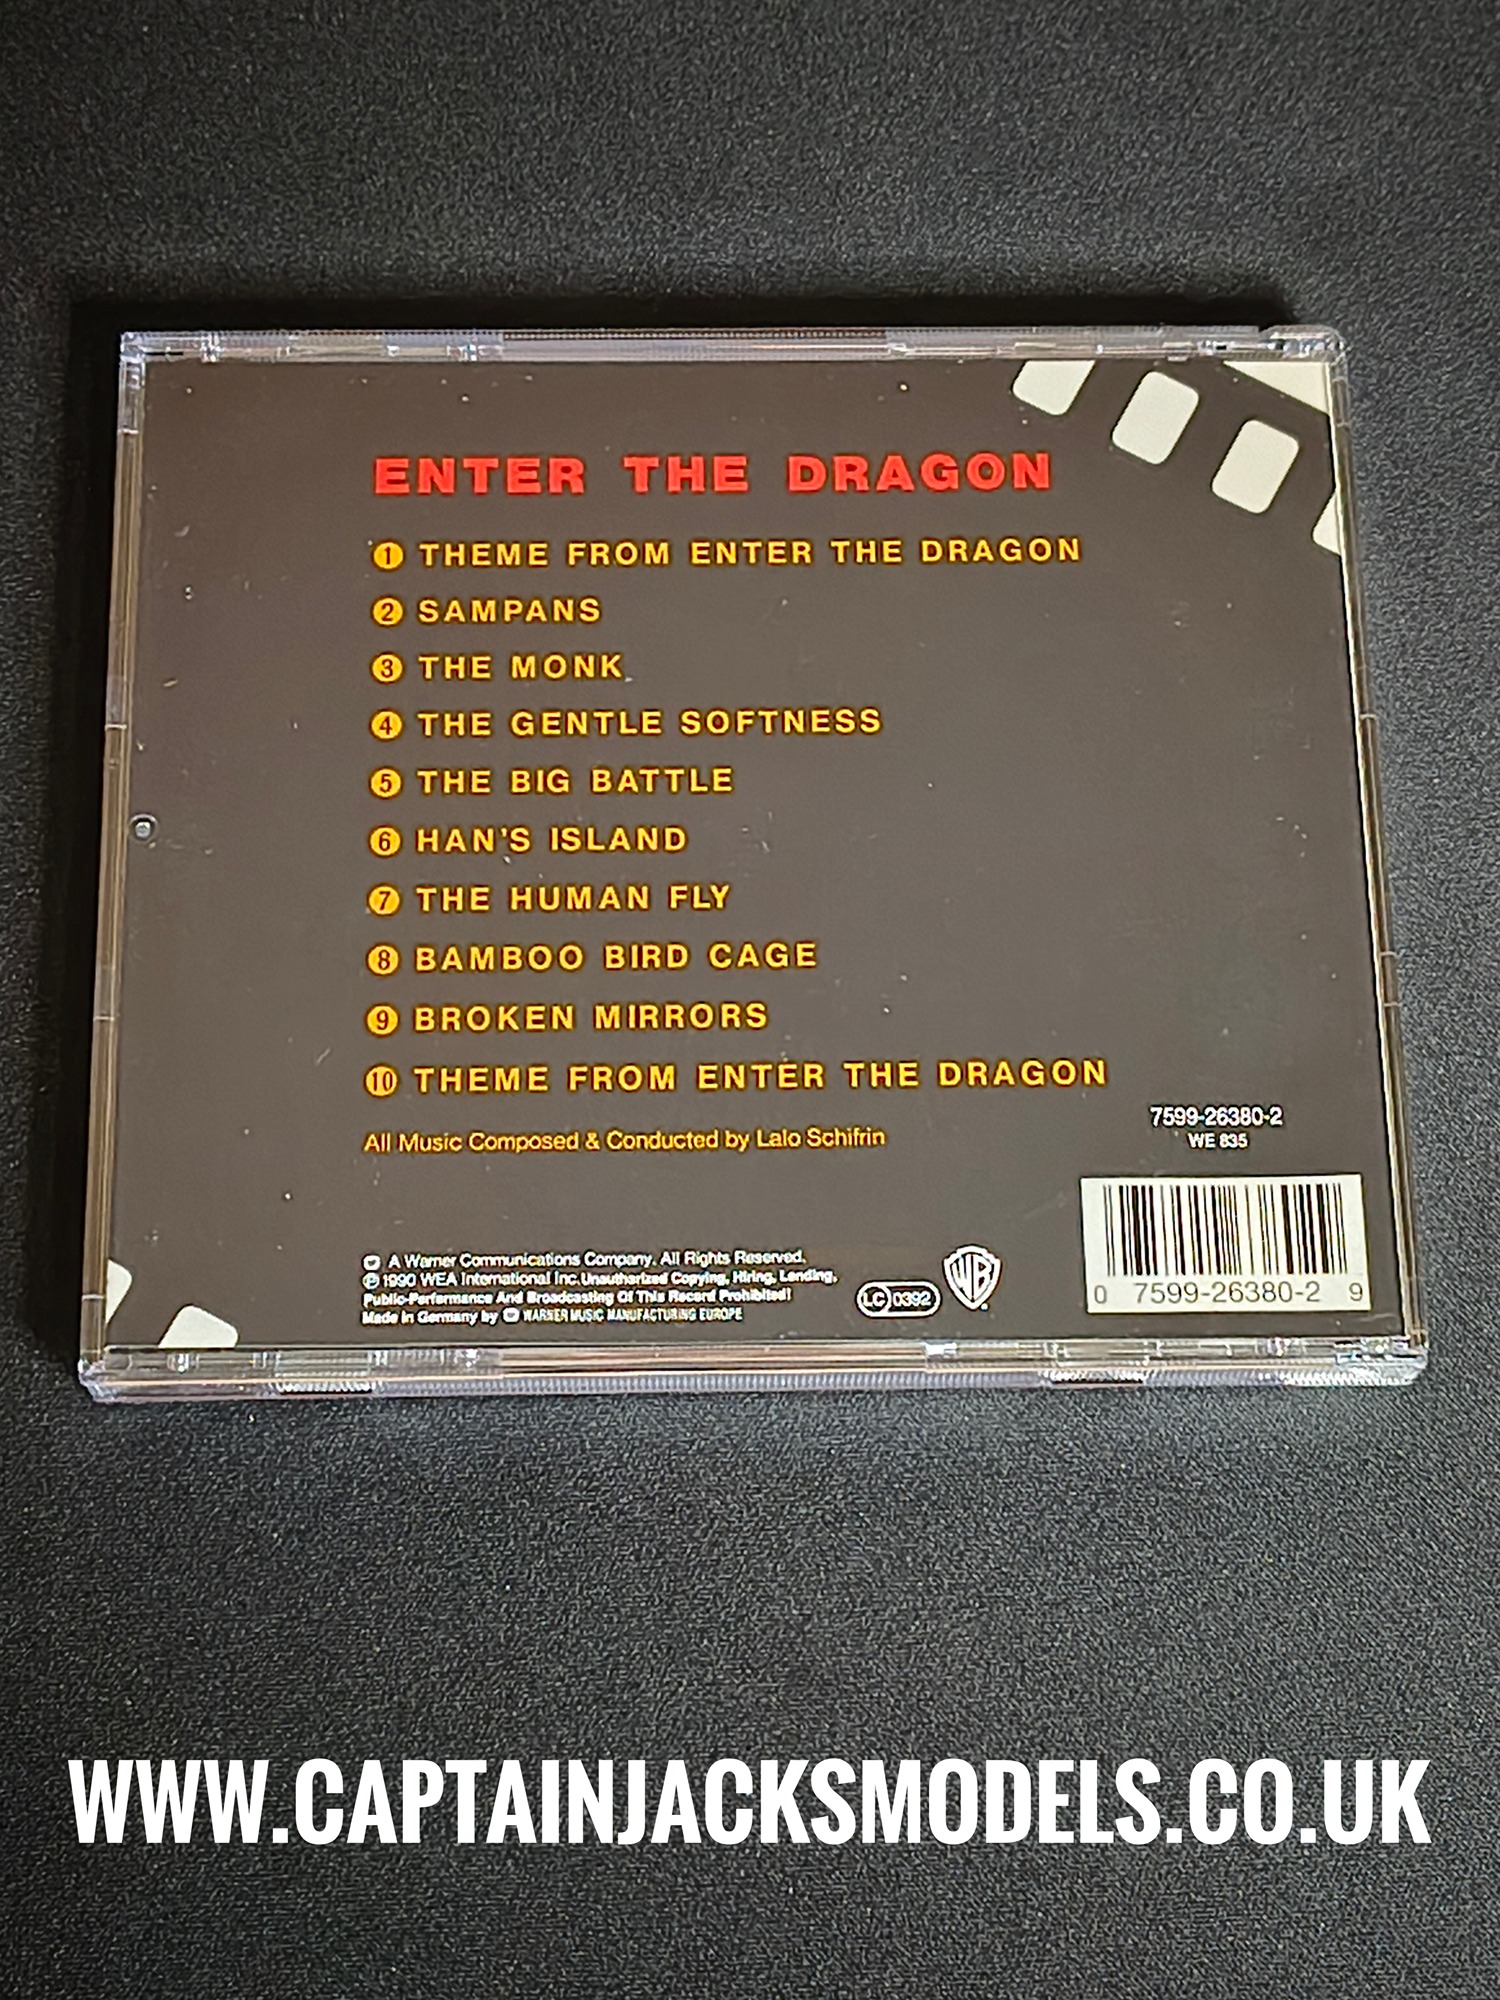 ENTER THE DRAGON
1 THEME FROM ENTER THE DRAGON
2 SAMPANS
3 THE MONK
4 THE GENTLE SOFTNESS
5 THE BIG BATTLE
6 HAN'S ISLAND
7 THE HUMAN FLY
8 BAMBOO BIRD CAGE
9 BROKEN MIRRORS
10 THEME FROM ENTER THE DRAGON
All Music Composed & Conducted by Lalo Schifrin
7599-26380-2
WE 835
A Warner Communications Company. All Rights Reserved.
℗ 1990 WEA International Inc. Unauthorized Copying, Hiring, Lending,
Public-Performance And Broadcasting Of This Record Prohibited!
Made in Germany by WARNER MUSIC MANUFACTURING EUROPE
LC 0392
WB
0 7599-26380-2 9
WWW.CAPTAINJACKSMODELS.CO.UK